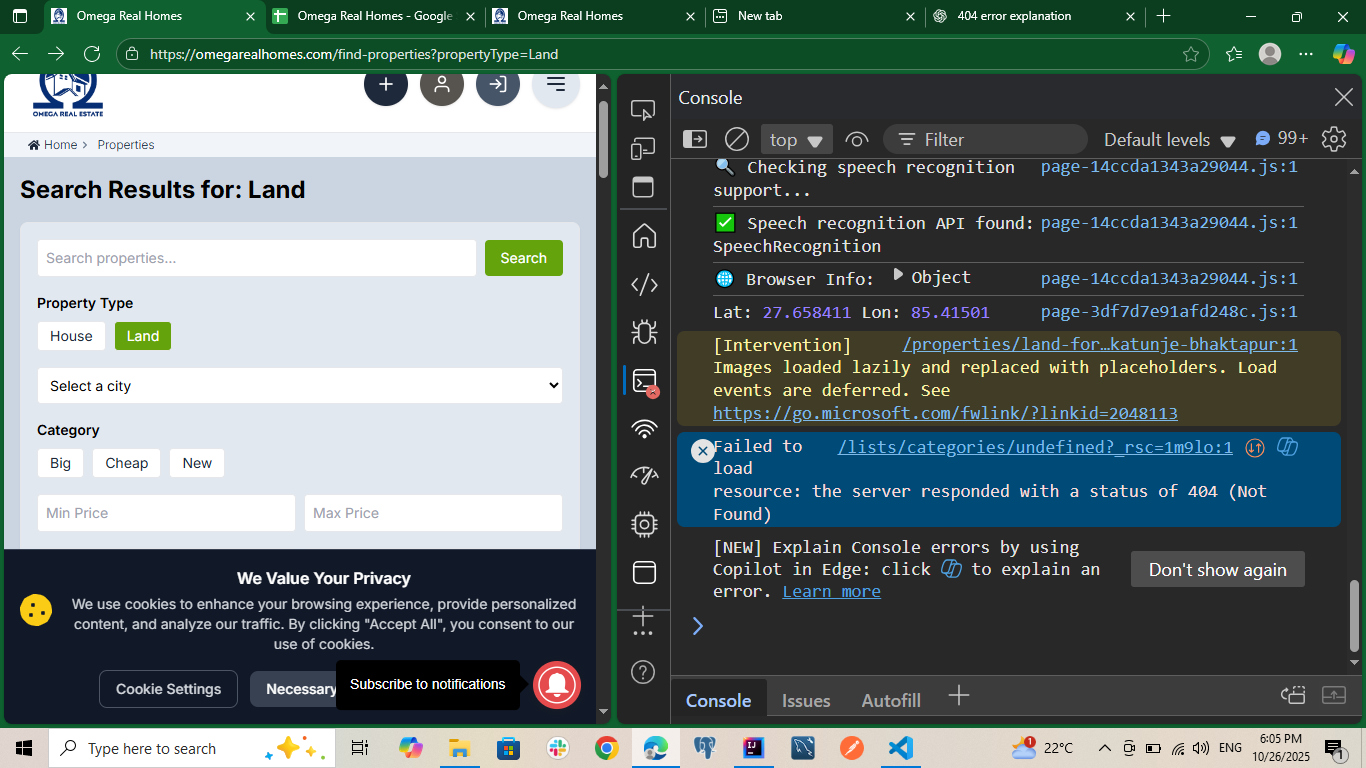 Omega Real Homes
Omega Real Homes - Google
Omega Real Homes
New tab
404 error explanation
https://omegarealhomes.com/find-properties?propertyType=Land
OMEGA REAL ESTATE
Home > Properties
Search Results for: Land
Search properties...
Search
Property Type
House
Land
Select a city
Category
Big
Cheap
New
Min Price
Max Price
We Value Your Privacy
We use cookies to enhance your browsing experience, provide personalized
content, and analyze our traffic. By clicking "Accept All", you consent to our
use of cookies.
Cookie Settings
Necessary
Subscribe to notifications
Console
top
Filter
Default levels
99+
🔍 Checking speech recognition page-14ccda1343a29044.js:1
support...
✅ Speech recognition API found: page-14ccda1343a29044.js:1
SpeechRecognition
🌐 Browser Info: ▶ Object page-14ccda1343a29044.js:1
Lat: 27.658411 Lon: 85.41501 page-3df7d7e91afd248c.js:1
[Intervention] /properties/land-for…katunje-bhaktapur:1
Images loaded lazily and replaced with placeholders. Load
events are deferred. See
https://go.microsoft.com/fwlink/?linkid=2048113
Failed to /lists/categories/undefined?_rsc=1m9lo:1
load
resource: the server responded with a status of 404 (Not
Found)
[NEW] Explain Console errors by using
Copilot in Edge: click to explain an
error. Learn more
Don't show again
Console
Issues
Autofill
Type here to search
1
22°C
ENG
6:05 PM
10/26/2025
1